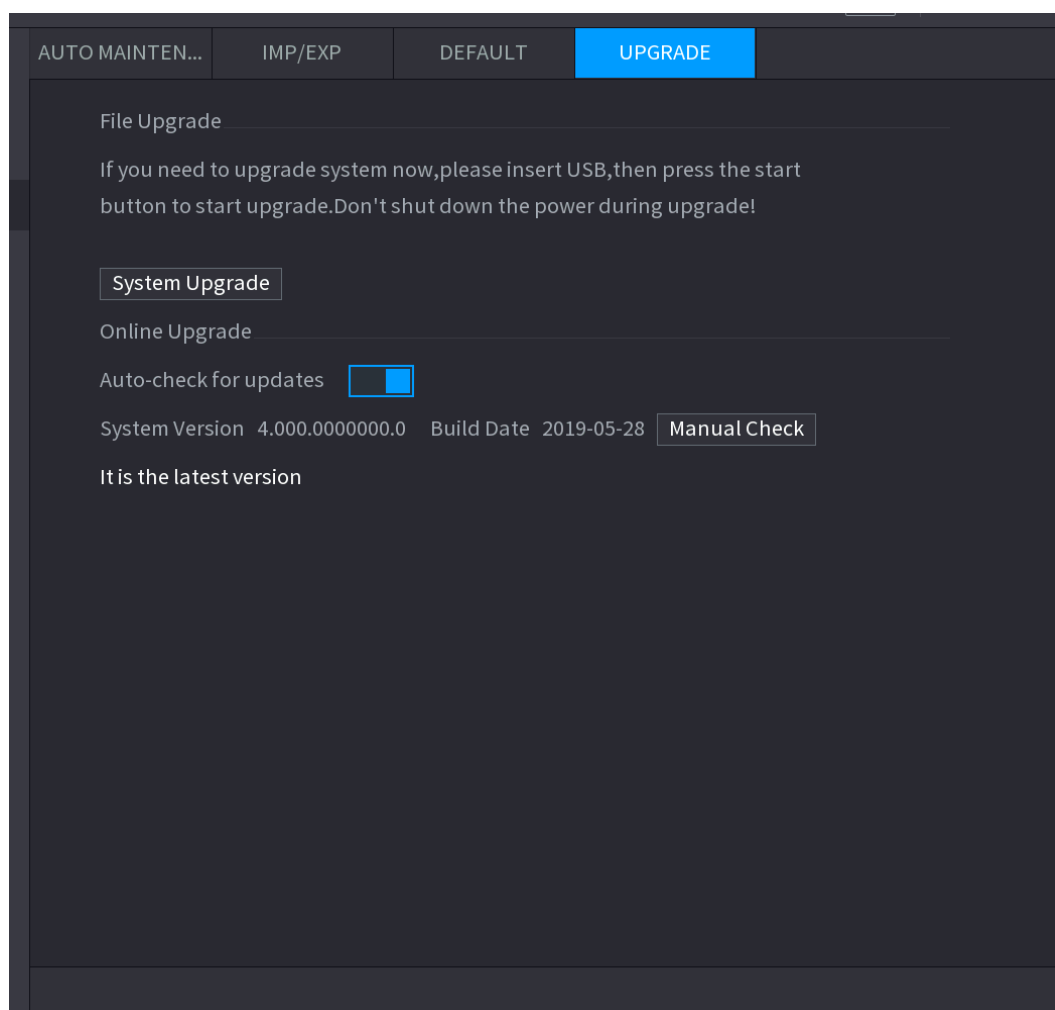 AUTO MAINTEN... IMP/EXP DEFAULT UPGRADE
File Upgrade
If you need to upgrade system now,please insert USB,then press the start
button to start upgrade.Don't shut down the power during upgrade!
System Upgrade
Online Upgrade
Auto-check for updates
System Version 4.000.0000000.0 Build Date 2019-05-28 Manual Check
It is the latest version